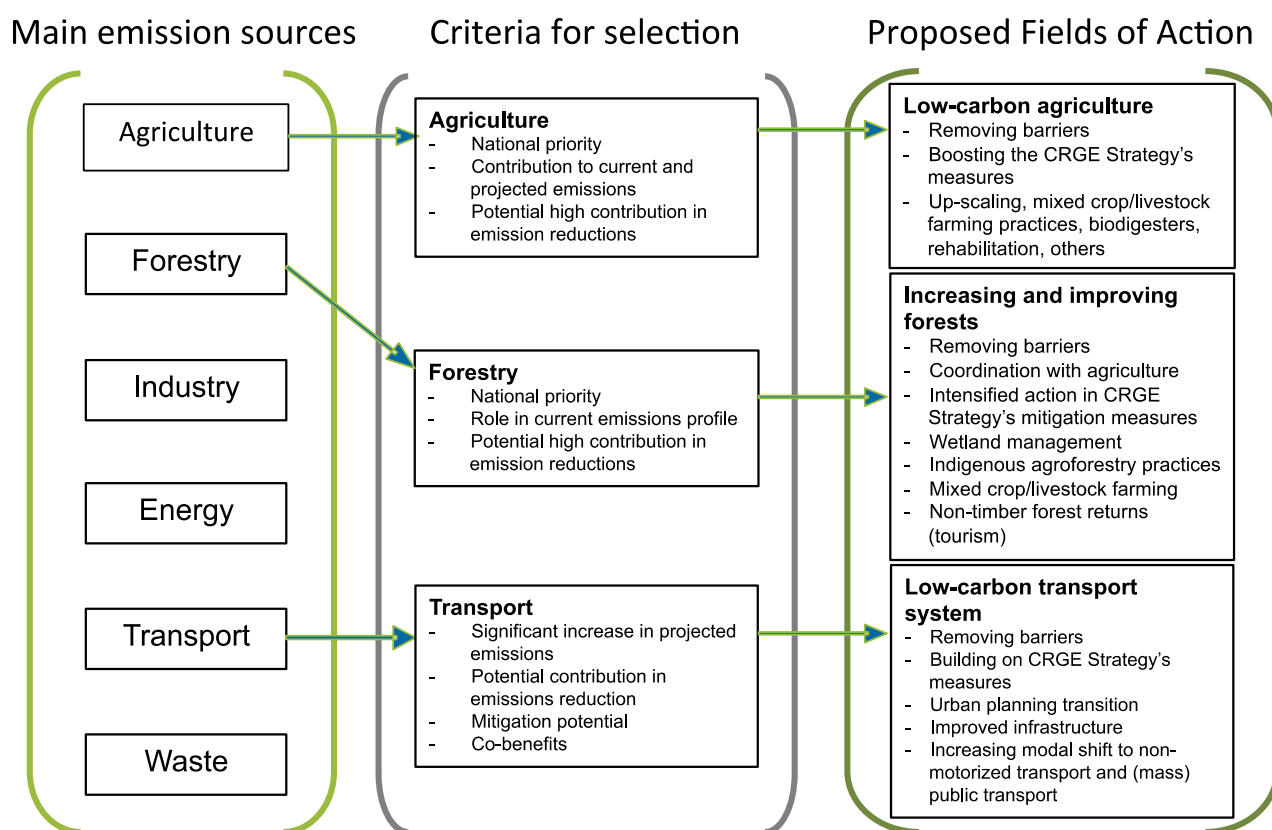 Main emission sources
Criteria for selection
Proposed Fields of Action
Agriculture
Forestry
Industry
Energy
Transport
Waste
Agriculture
- National priority
- Contribution to current and
projected emissions
- Potential high contribution in
emission reductions
Forestry
- National priority
- Role in current emissions profile
- Potential high contribution in
emission reductions
Transport
- Significant increase in projected
emissions
- Potential contribution in
emissions reduction
- Mitigation potential
- Co-benefits
Low-carbon agriculture
- Removing barriers
- Boosting the CRGE Strategy's
measures
- Up-scaling, mixed crop/livestock
farming practices, biodigesters,
rehabilitation, others
Increasing and improving
forests
- Removing barriers
- Coordination with agriculture
- Intensified action in CRGE
Strategy's mitigation measures
- Wetland management
- Indigenous agroforestry practices
- Mixed crop/livestock farming
- Non-timber forest returns
(tourism)
Low-carbon transport
system
- Removing barriers
- Building on CRGE Strategy's
measures
- Urban planning transition
- Improved infrastructure
- Increasing modal shift to non-
motorized transport and (mass)
public transport